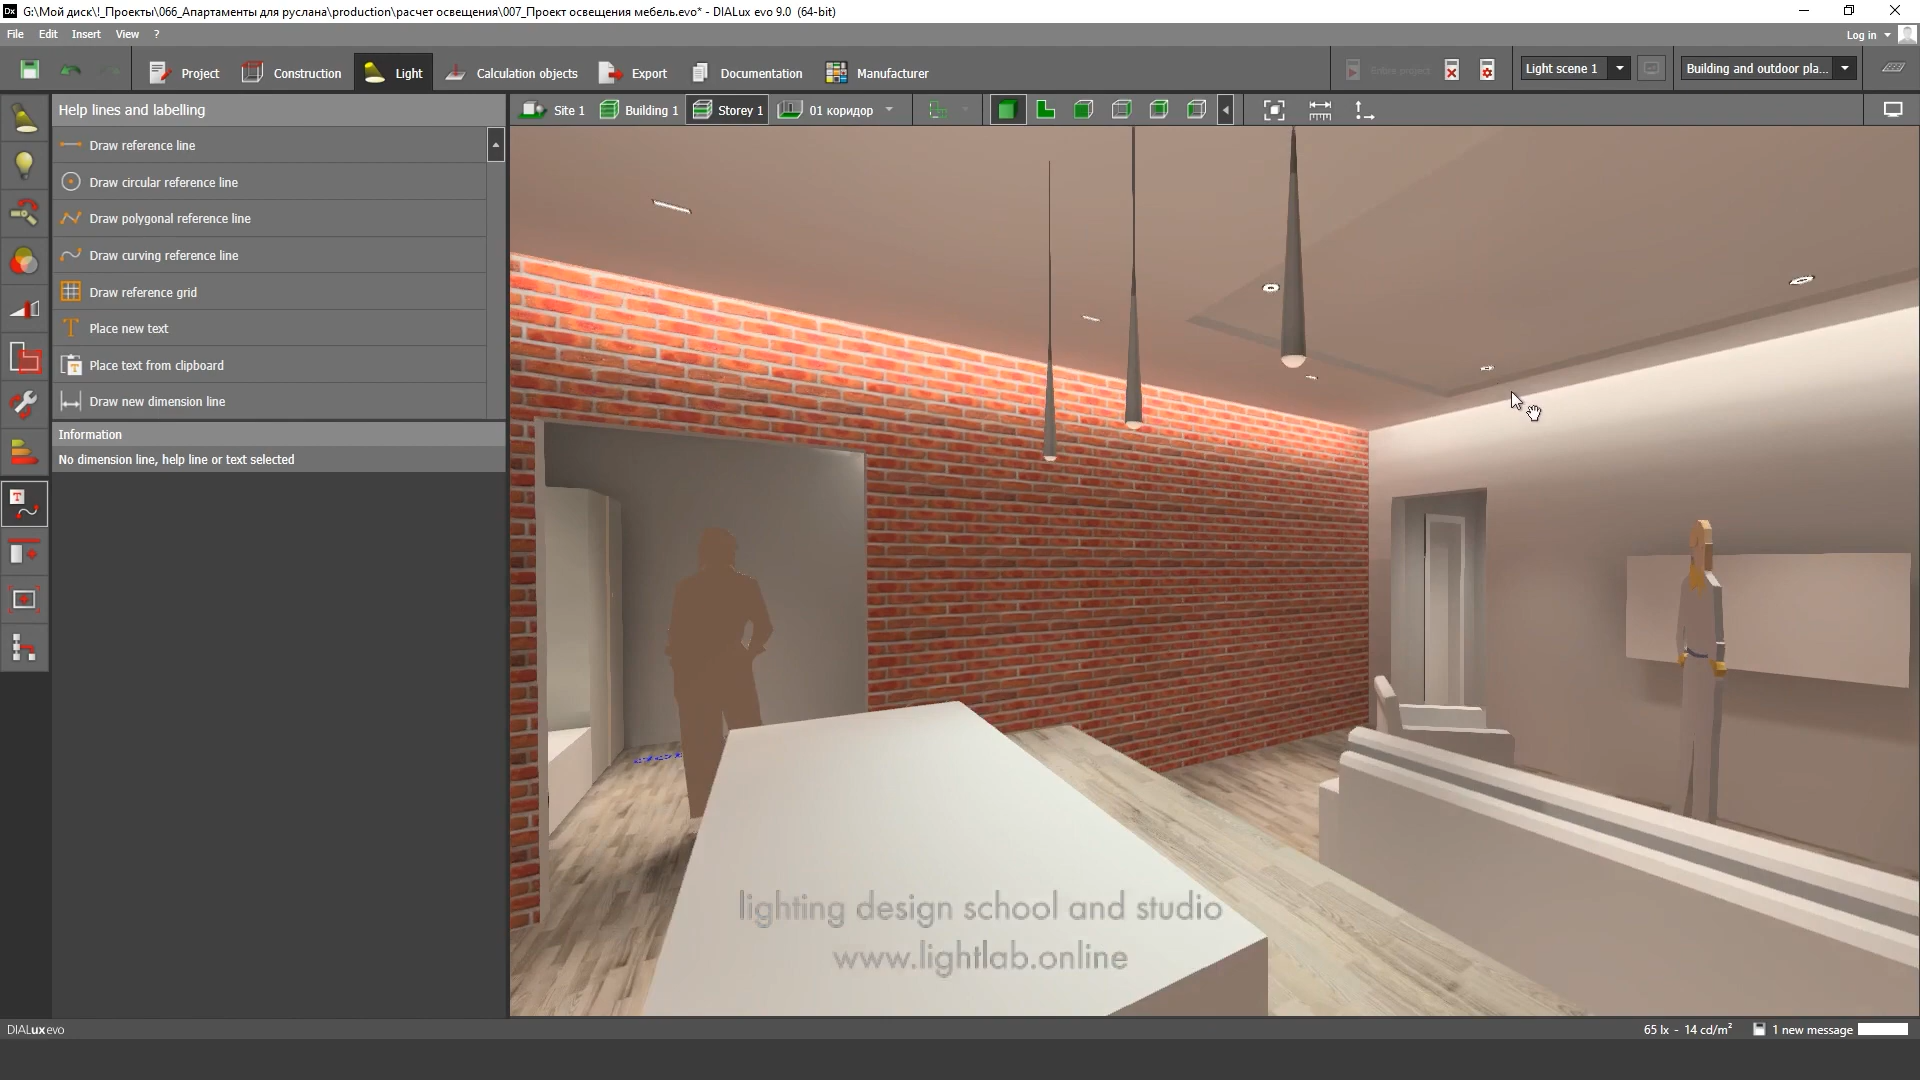 Dx G:\Мой диск\!_Проекты\066_Апартаменты для руслана\production\расчет освещения\007_Проект освещения мебель.evo* - DIALux evo 9.0 (64-bit)
File Edit Insert View ?
Log in
Project Construction Light Calculation objects Export Documentation Manufacturer
Entire project Light scene 1 Building and outdoor pla...
Help lines and labelling
Site 1 Building 1 Storey 1 01 коридор
Draw reference line
Draw circular reference line
Draw polygonal reference line
Draw curving reference line
Draw reference grid
Place new text
Place text from clipboard
Draw new dimension line
Information
No dimension line, help line or text selected
lighting design school and studio
www.lightlab.online
DIALux evo
65 lx - 14 cd/m² 1 new message